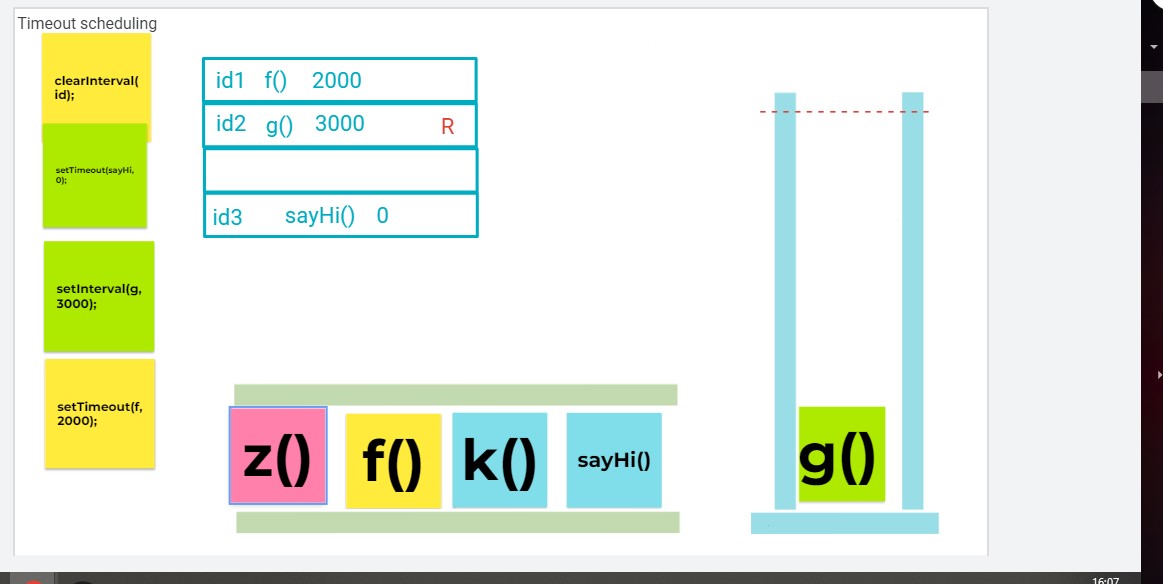 Timeout scheduling
clearInterval(
id);
setTimeout(sayHi,
0);
setInterval(g,
3000);
setTimeout(f,
2000);
id1 f() 2000
id2 g() 3000 R
id3 sayHi() 0
z() f() k() sayHi()
g()
16:07